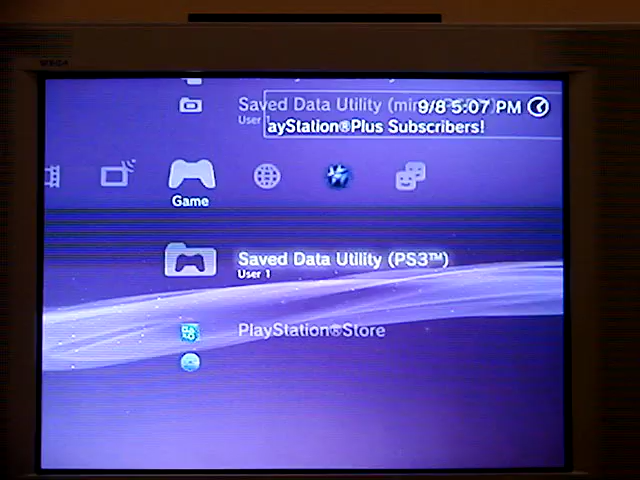 Saved Data Utility (min
9/8 5:07 PM
User 1
ayStation®Plus Subscribers!
Game
Saved Data Utility (PS3™)
User 1
PlayStation®Store